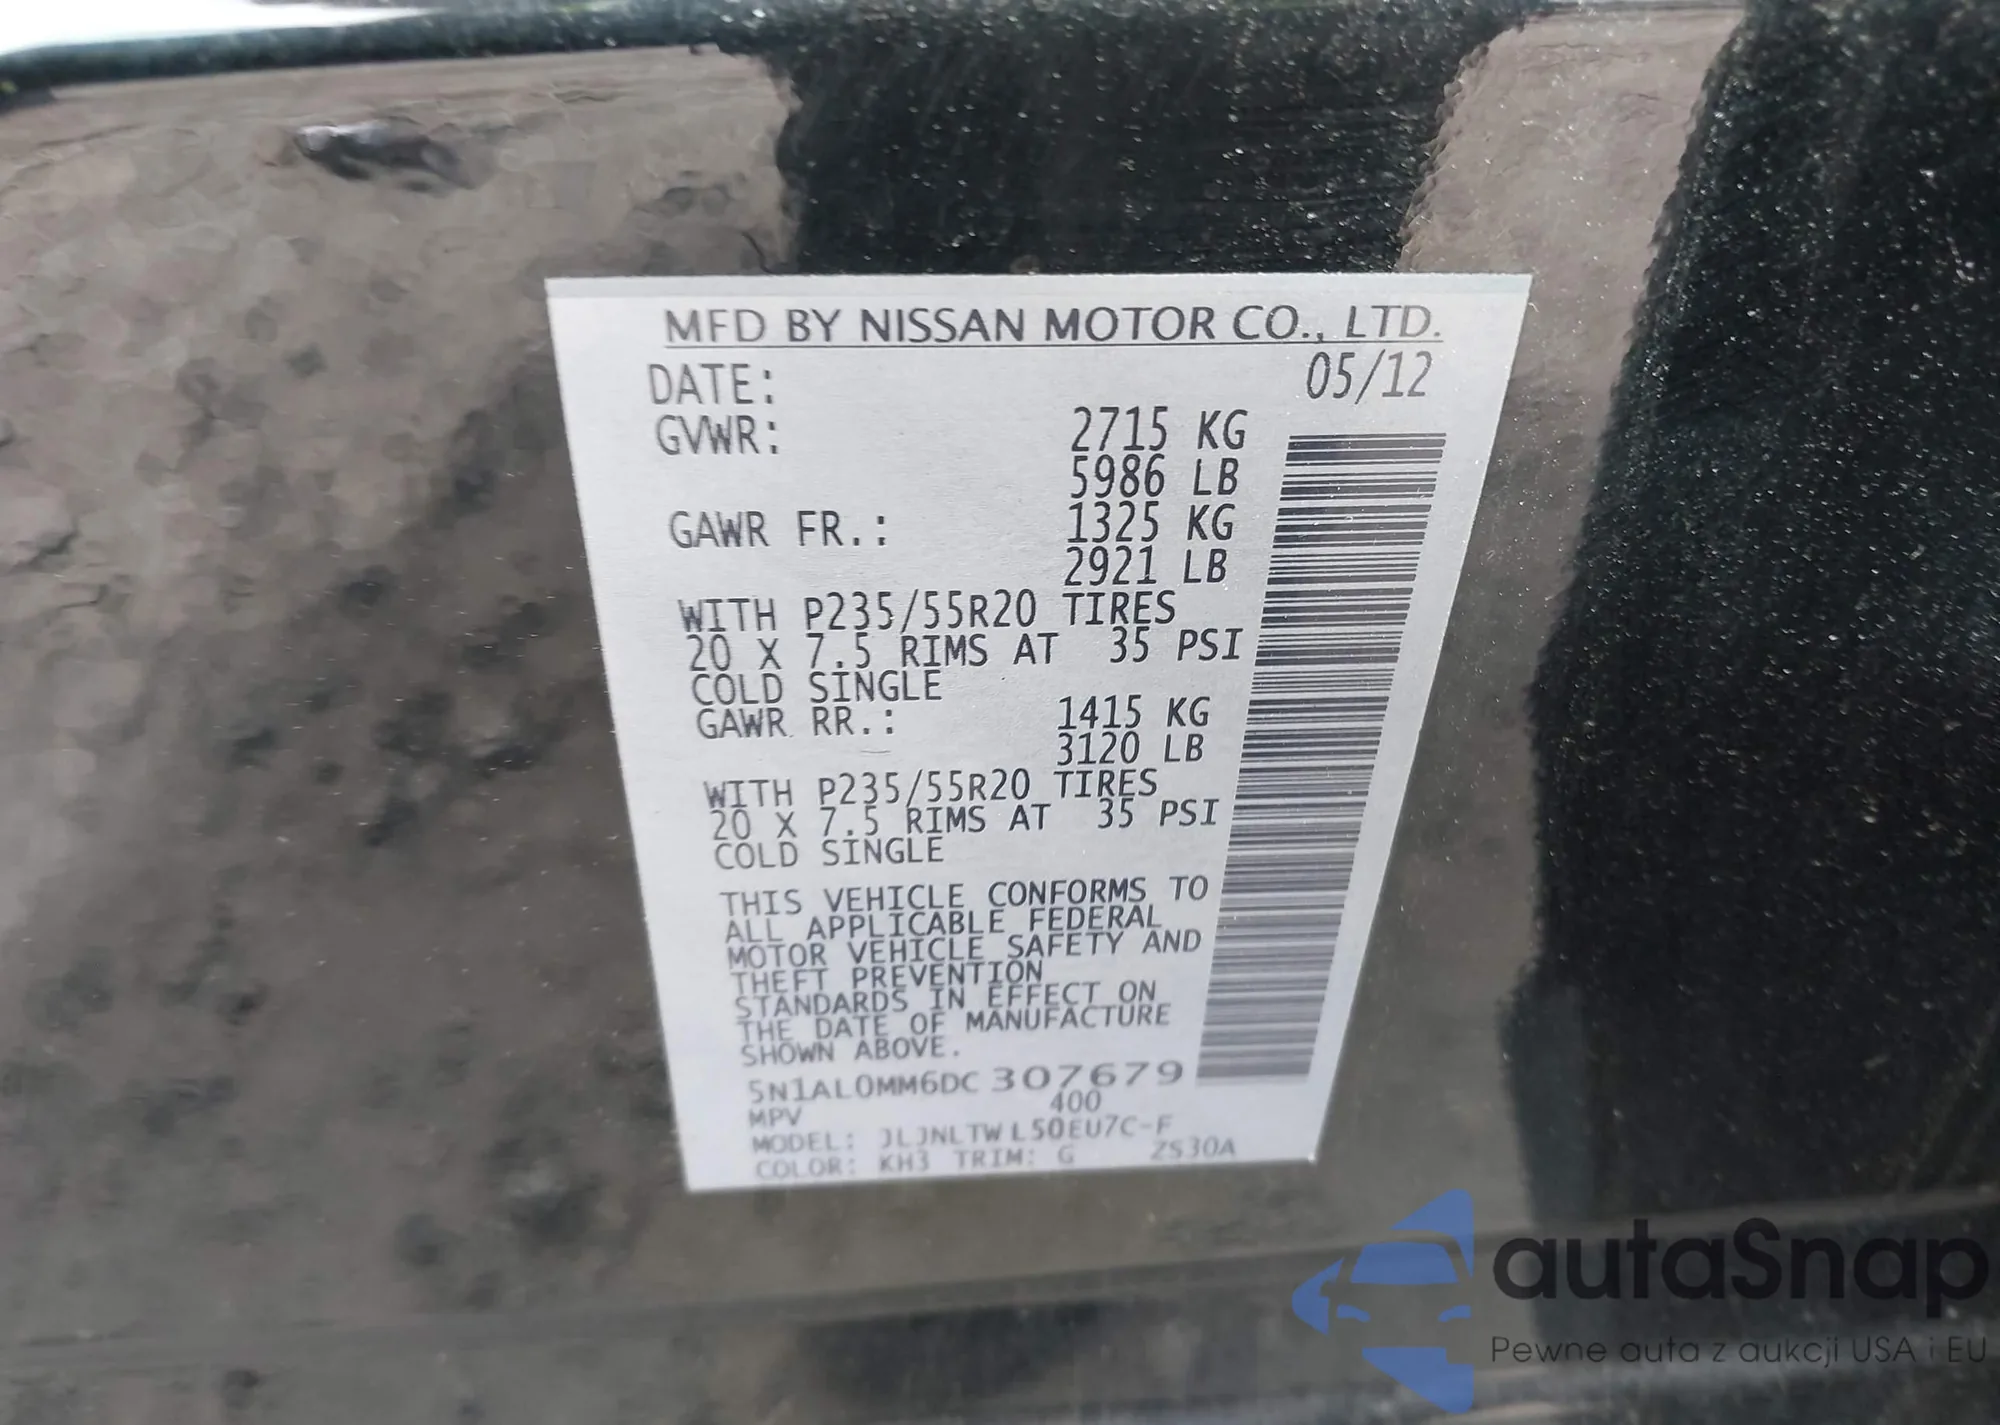 MFD BY NISSAN MOTOR CO., LTD.
DATE: 05/12
GVWR: 2715 KG
5986 LB
GAWR FR.: 1325 KG
2921 LB
WITH P235/55R20 TIRES
20 X 7.5 RIMS AT 35 PSI
COLD SINGLE
GAWR RR.: 1415 KG
3120 LB
WITH P235/55R20 TIRES
20 X 7.5 RIMS AT 35 PSI
COLD SINGLE
THIS VEHICLE CONFORMS TO
ALL APPLICABLE FEDERAL
MOTOR VEHICLE SAFETY AND
THEFT PREVENTION
STANDARDS IN EFFECT ON
THE DATE OF MANUFACTURE
SHOWN ABOVE.
5N1AL0MM6DC 307679
MPV 400
MODEL: JLJNLTW L50EU7C-F
COLOR: KH3 TRIM: G ZS30A
autaSnap
Pewne auta z aukcji USA i EU